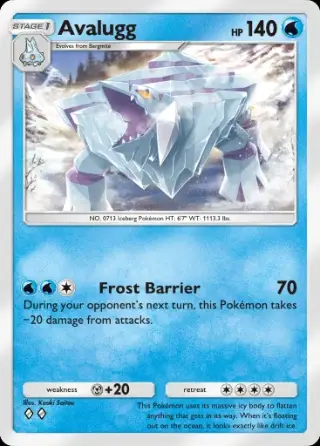 STAGE 1 Avalugg HP 140
Evolves from Bergmite
NO. 0713 Iceberg Pokémon HT: 6'7" WT: 1113.3 lbs.
Frost Barrier 70
During your opponent's next turn, this Pokémon takes
−20 damage from attacks.
weakness +20 retreat
Illus. Kouki Saitou
This Pokémon uses its massive icy body to flatten
anything that gets in its way. When it's floating
out on the ocean, it looks exactly like drift ice.